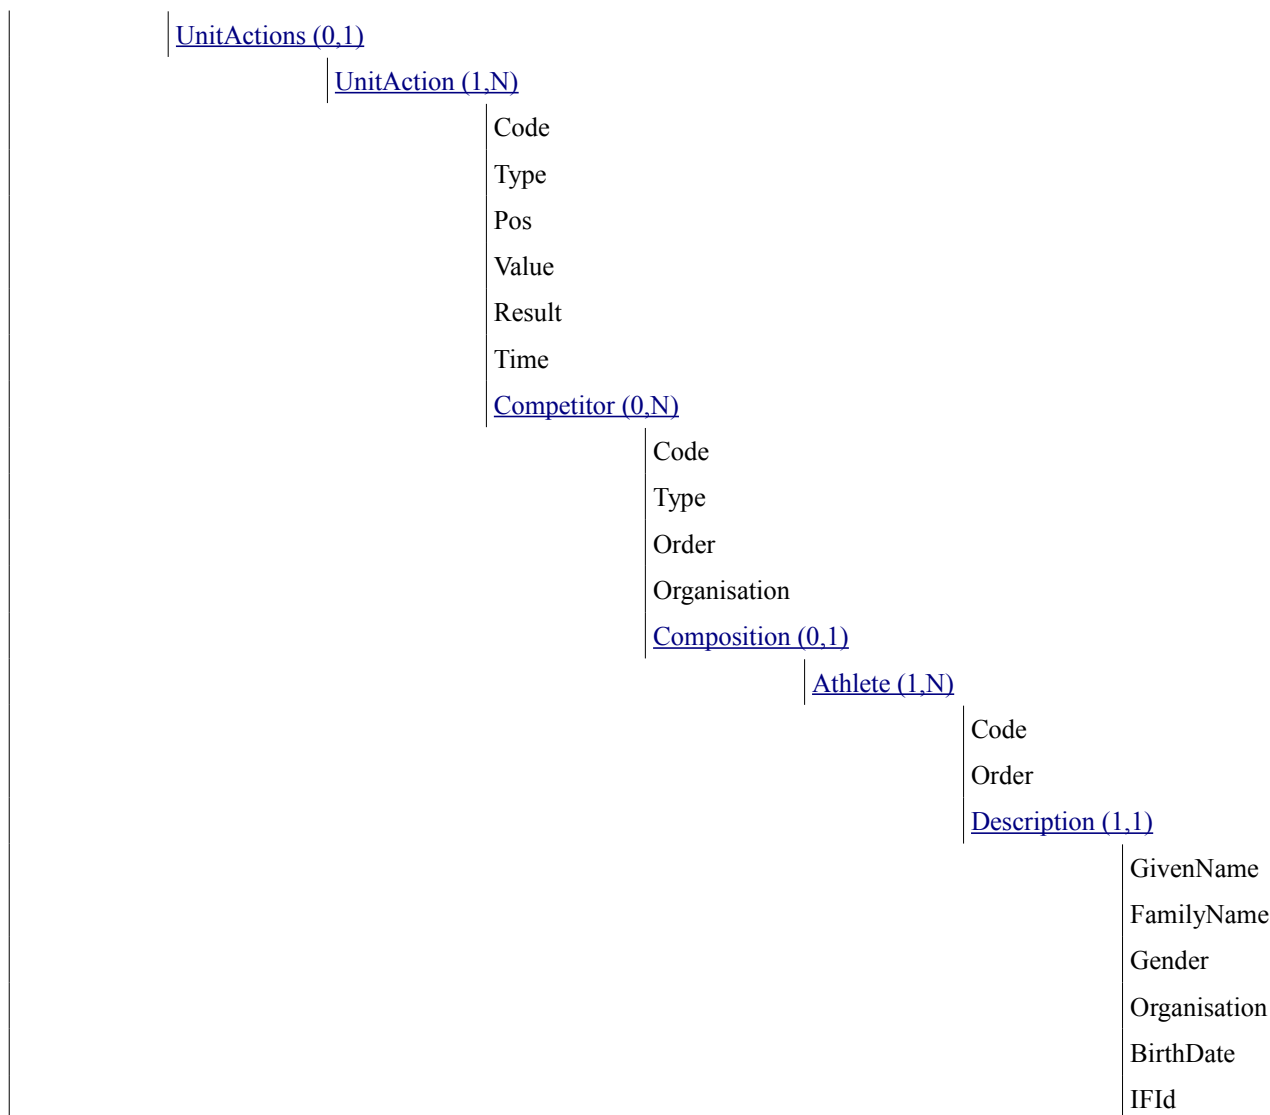 UnitActions (0,1)
UnitAction (1,N)
Code
Type
Pos
Value
Result
Time
Competitor (0,N)
Code
Type
Order
Organisation
Composition (0,1)
Athlete (1,N)
Code
Order
Description (1,1)
GivenName
FamilyName
Gender
Organisation
BirthDate
IFId